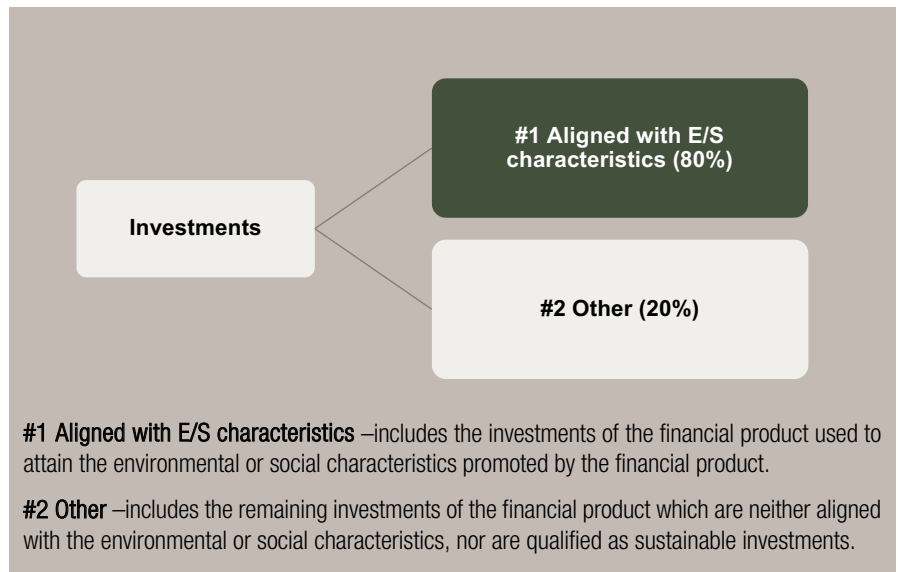 #1 Aligned with E/S
characteristics (80%)
Investments
#2 Other (20%)
#1 Aligned with E/S characteristics –includes the investments of the financial product used to
attain the environmental or social characteristics promoted by the financial product.
#2 Other –includes the remaining investments of the financial product which are neither aligned
with the environmental or social characteristics, nor are qualified as sustainable investments.